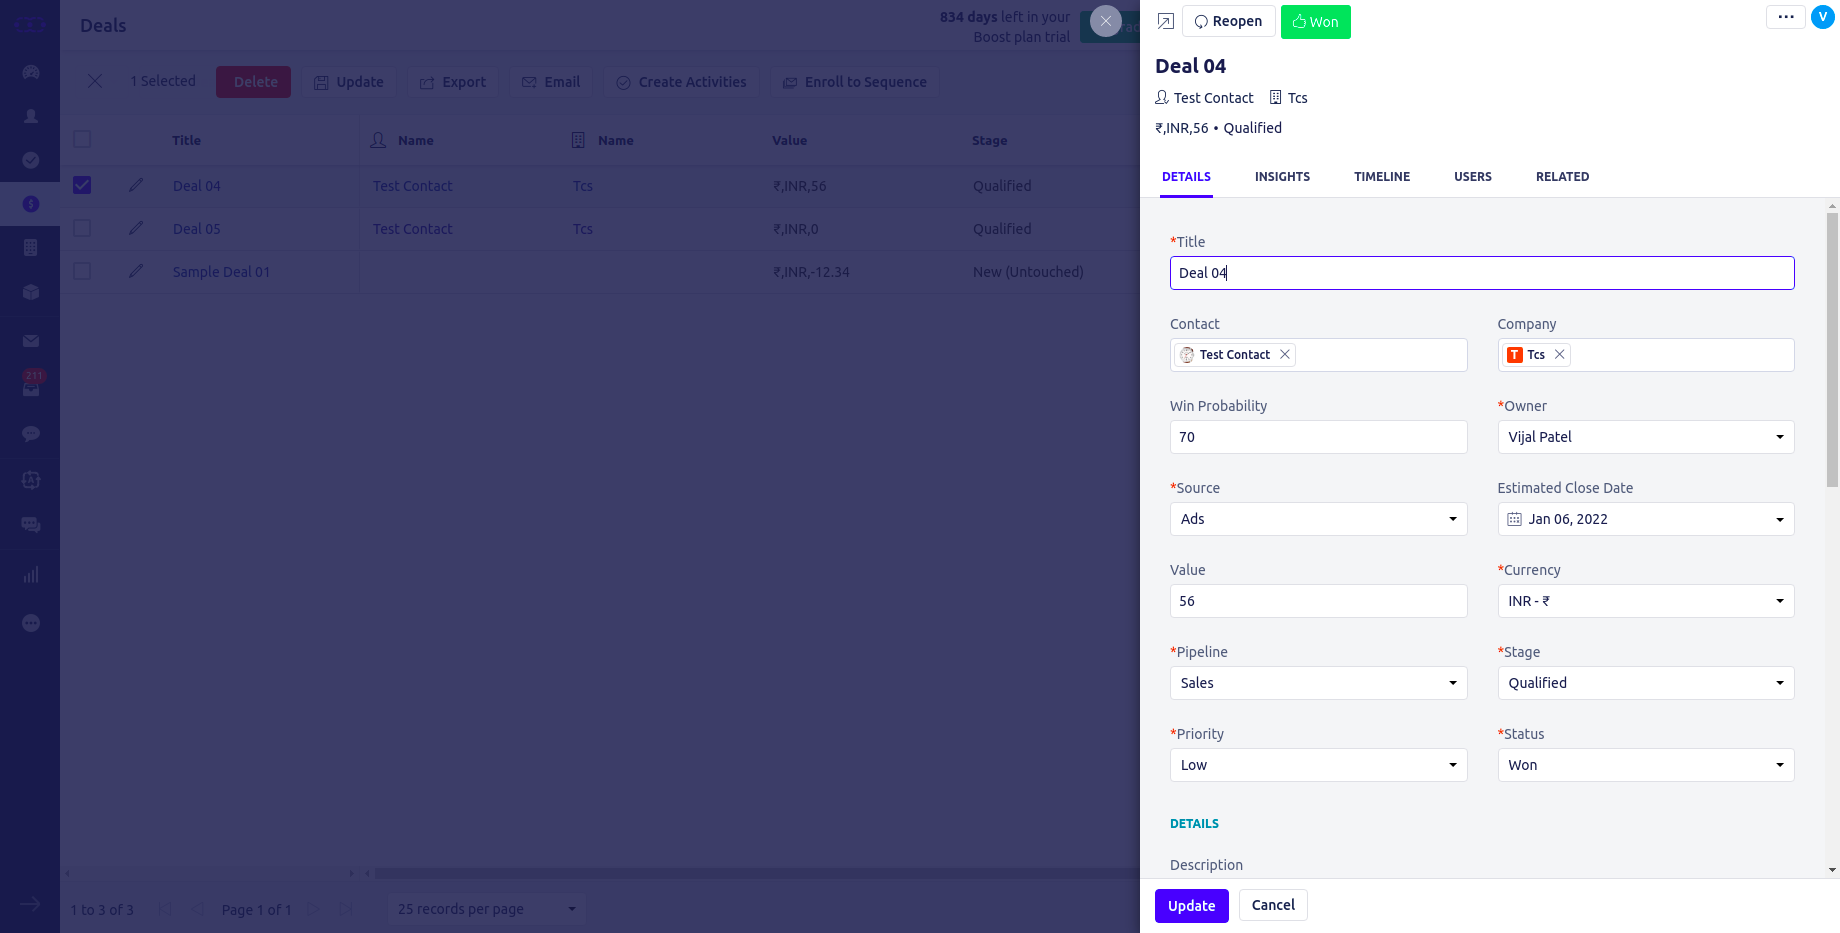 Deals
834 days left in your
Boost plan trial
1 Selected
Delete
Update
Export
Email
Create Activities
Enroll to Sequence
Title
Name
Name
Value
Stage
Deal 04
Test Contact
Tcs
₹,INR,56
Qualified
Deal 05
Test Contact
Tcs
₹,INR,0
Qualified
Sample Deal 01
₹,INR,-12.34
New (Untouched)
211
1 to 3 of 3
Page 1 of 1
25 records per page
Reopen
Won
V
Deal 04
Test Contact
Tcs
₹,INR,56 • Qualified
DETAILS
INSIGHTS
TIMELINE
USERS
RELATED
*Title
Deal 04
Contact
Company
Test Contact
T Tcs
Win Probability
*Owner
70
Vijal Patel
*Source
Estimated Close Date
Ads
Jan 06, 2022
Value
*Currency
56
INR - ₹
*Pipeline
*Stage
Sales
Qualified
*Priority
*Status
Low
Won
DETAILS
Description
Update
Cancel